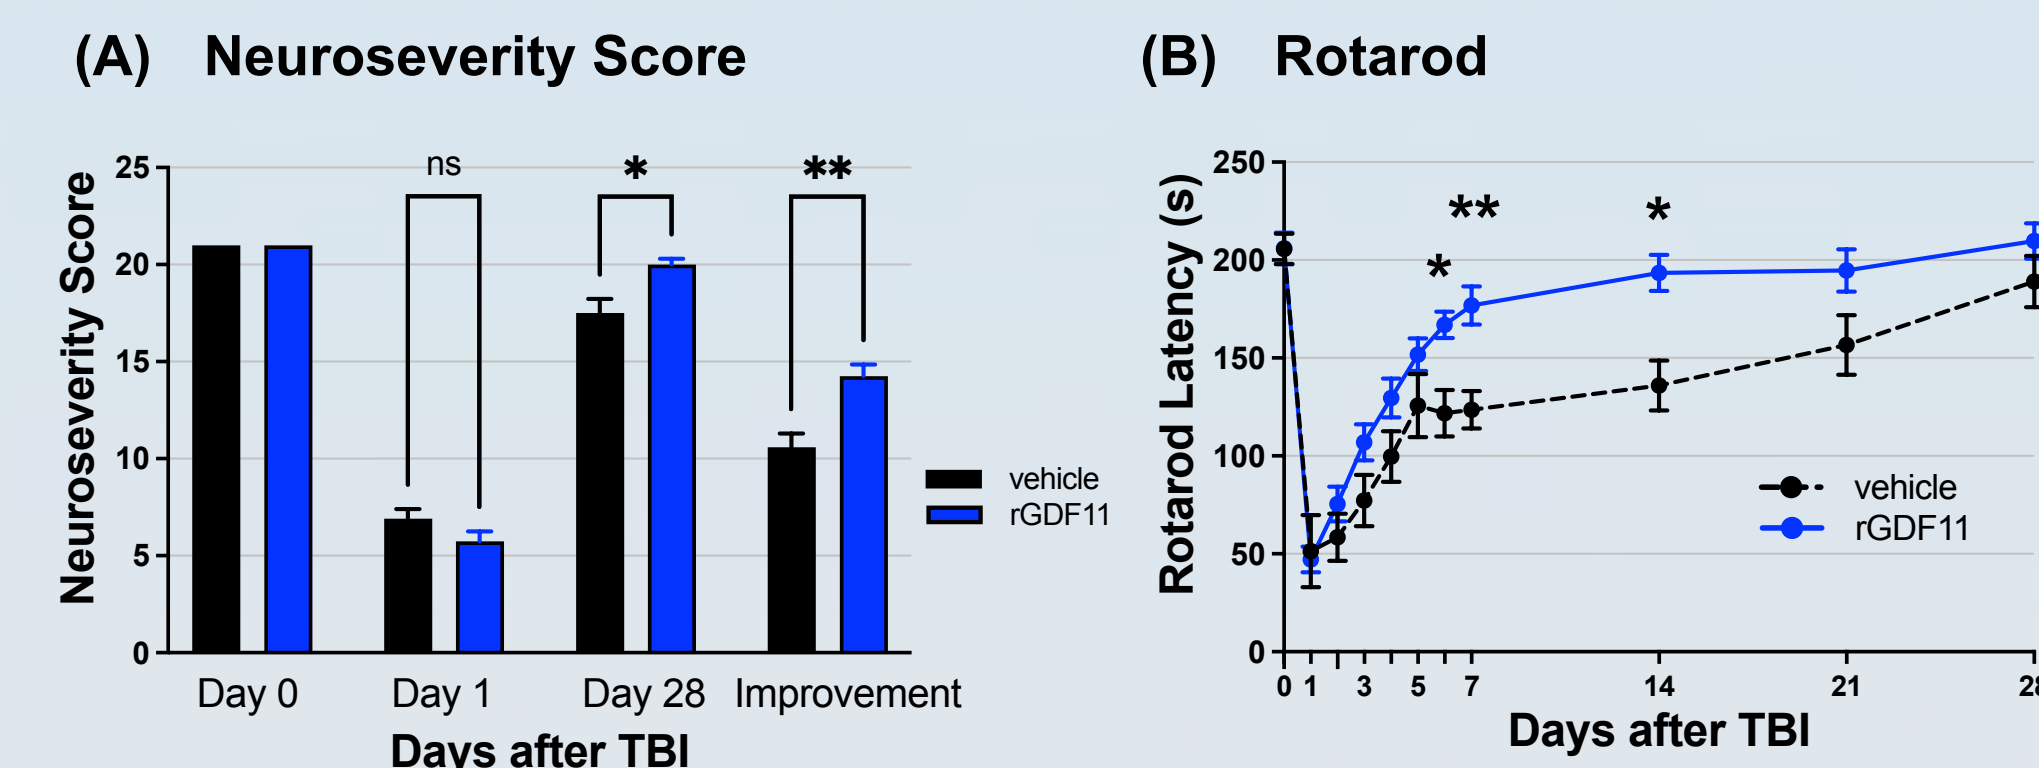 (A) Neuroseverity Score
Neuroseverity Score
25
20
15
10
5
0
ns
*
**
Day 0 Day 1 Day 28 Improvement
Days after TBI
vehicle
rGDF11
(B) Rotarod
Rotarod Latency (s)
250
200
150
100
50
0
*
**
*
0 1 3 5 7 14 21 28
Days after TBI
vehicle
rGDF11